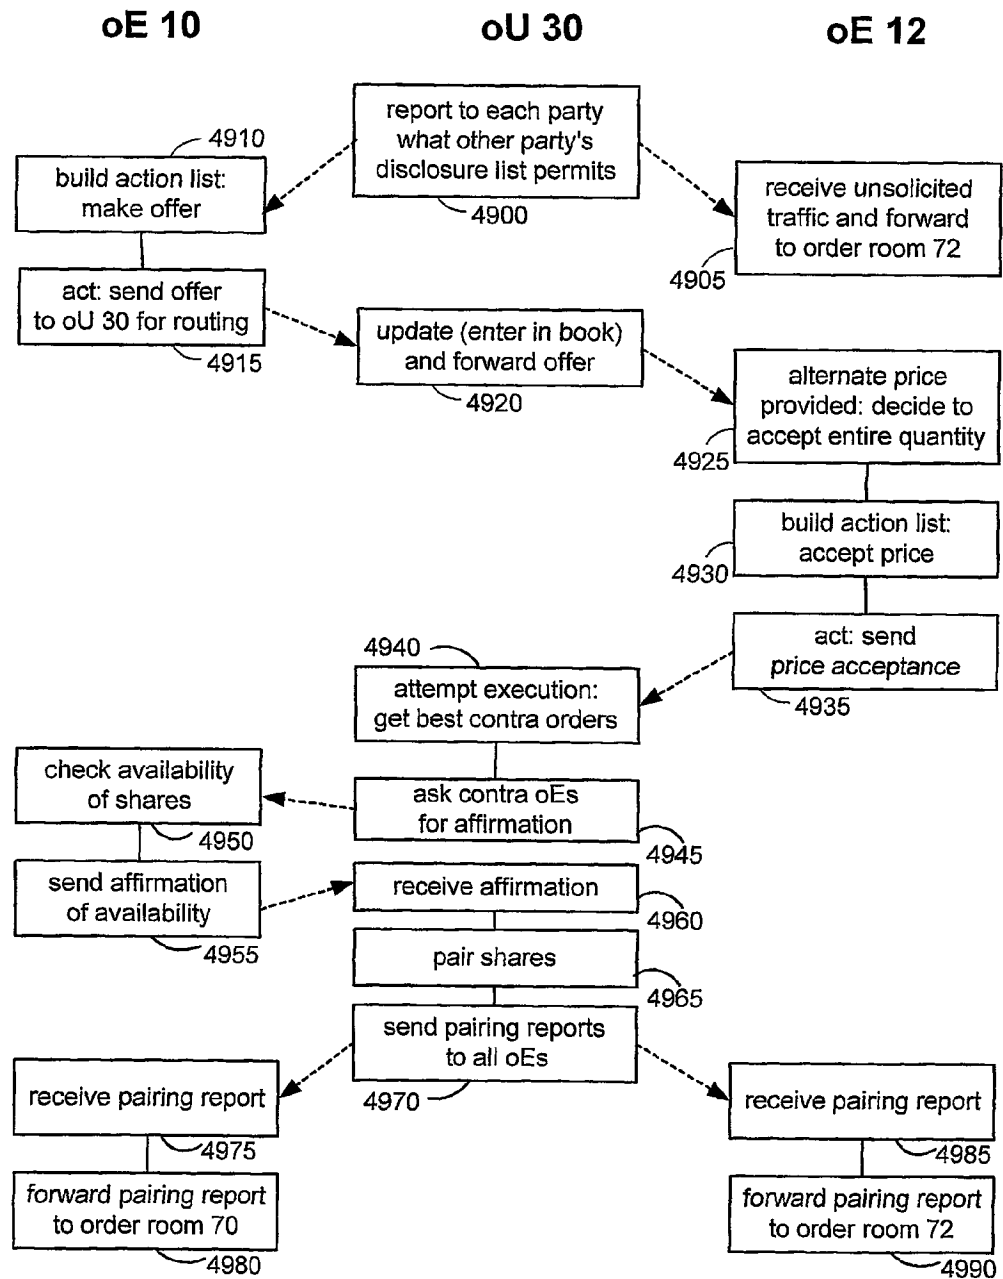 oE 10
oU 30
oE 12
report to each party
what other party's
disclosure list permits
4900
4910
build action list:
make offer
receive unsolicited
traffic and forward
to order room 72
4905
act: send offer
to oU 30 for routing
4915
update (enter in book)
and forward offer
4920
alternate price
provided: decide to
accept entire quantity
4925
build action list:
accept price
4930
act: send
price acceptance
4935
4940
attempt execution:
get best contra orders
ask contra oEs
for affirmation
4945
check availability
of shares
4950
send affirmation
of availability
4955
receive affirmation
4960
pair shares
4965
send pairing reports
to all oEs
4970
receive pairing report
4975
forward pairing report
to order room 70
4980
receive pairing report
4985
forward pairing report
to order room 72
4990